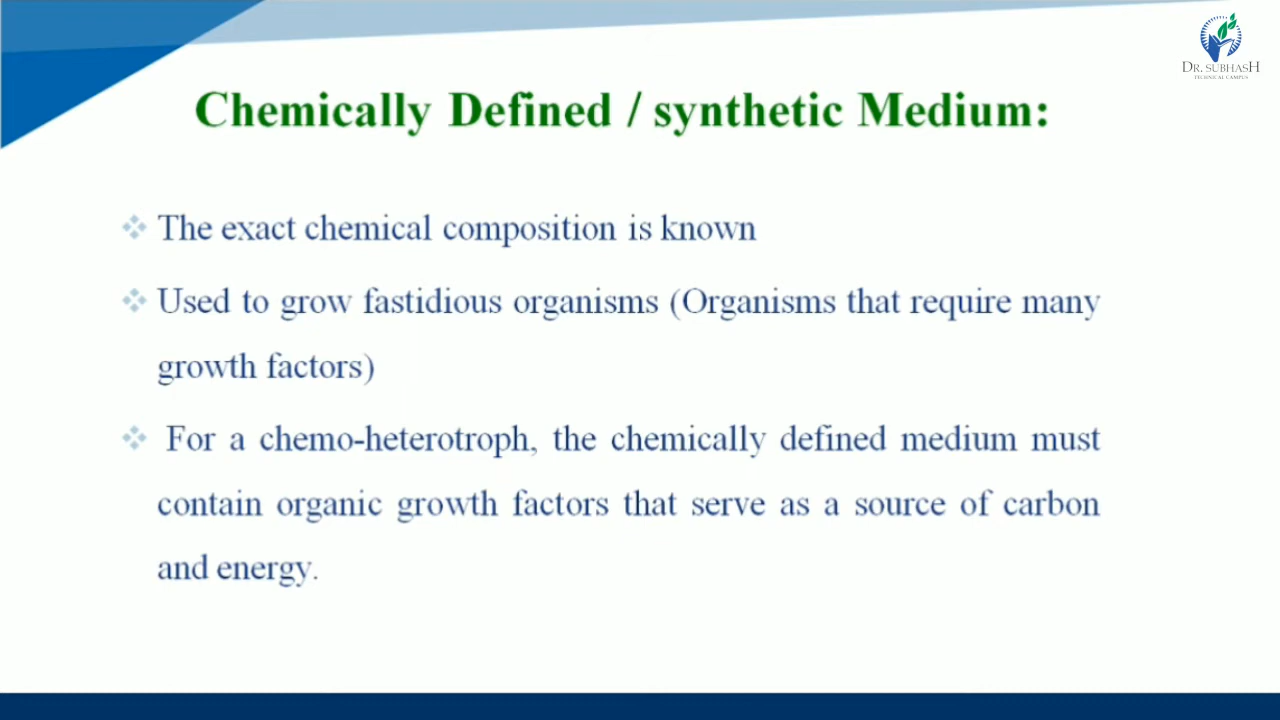 DR. SUBHASH
TECHNICAL CAMPUS
Chemically Defined / synthetic Medium:
The exact chemical composition is known
Used to grow fastidious organisms (Organisms that require many
growth factors)
For a chemo-heterotroph, the chemically defined medium must
contain organic growth factors that serve as a source of carbon
and energy.